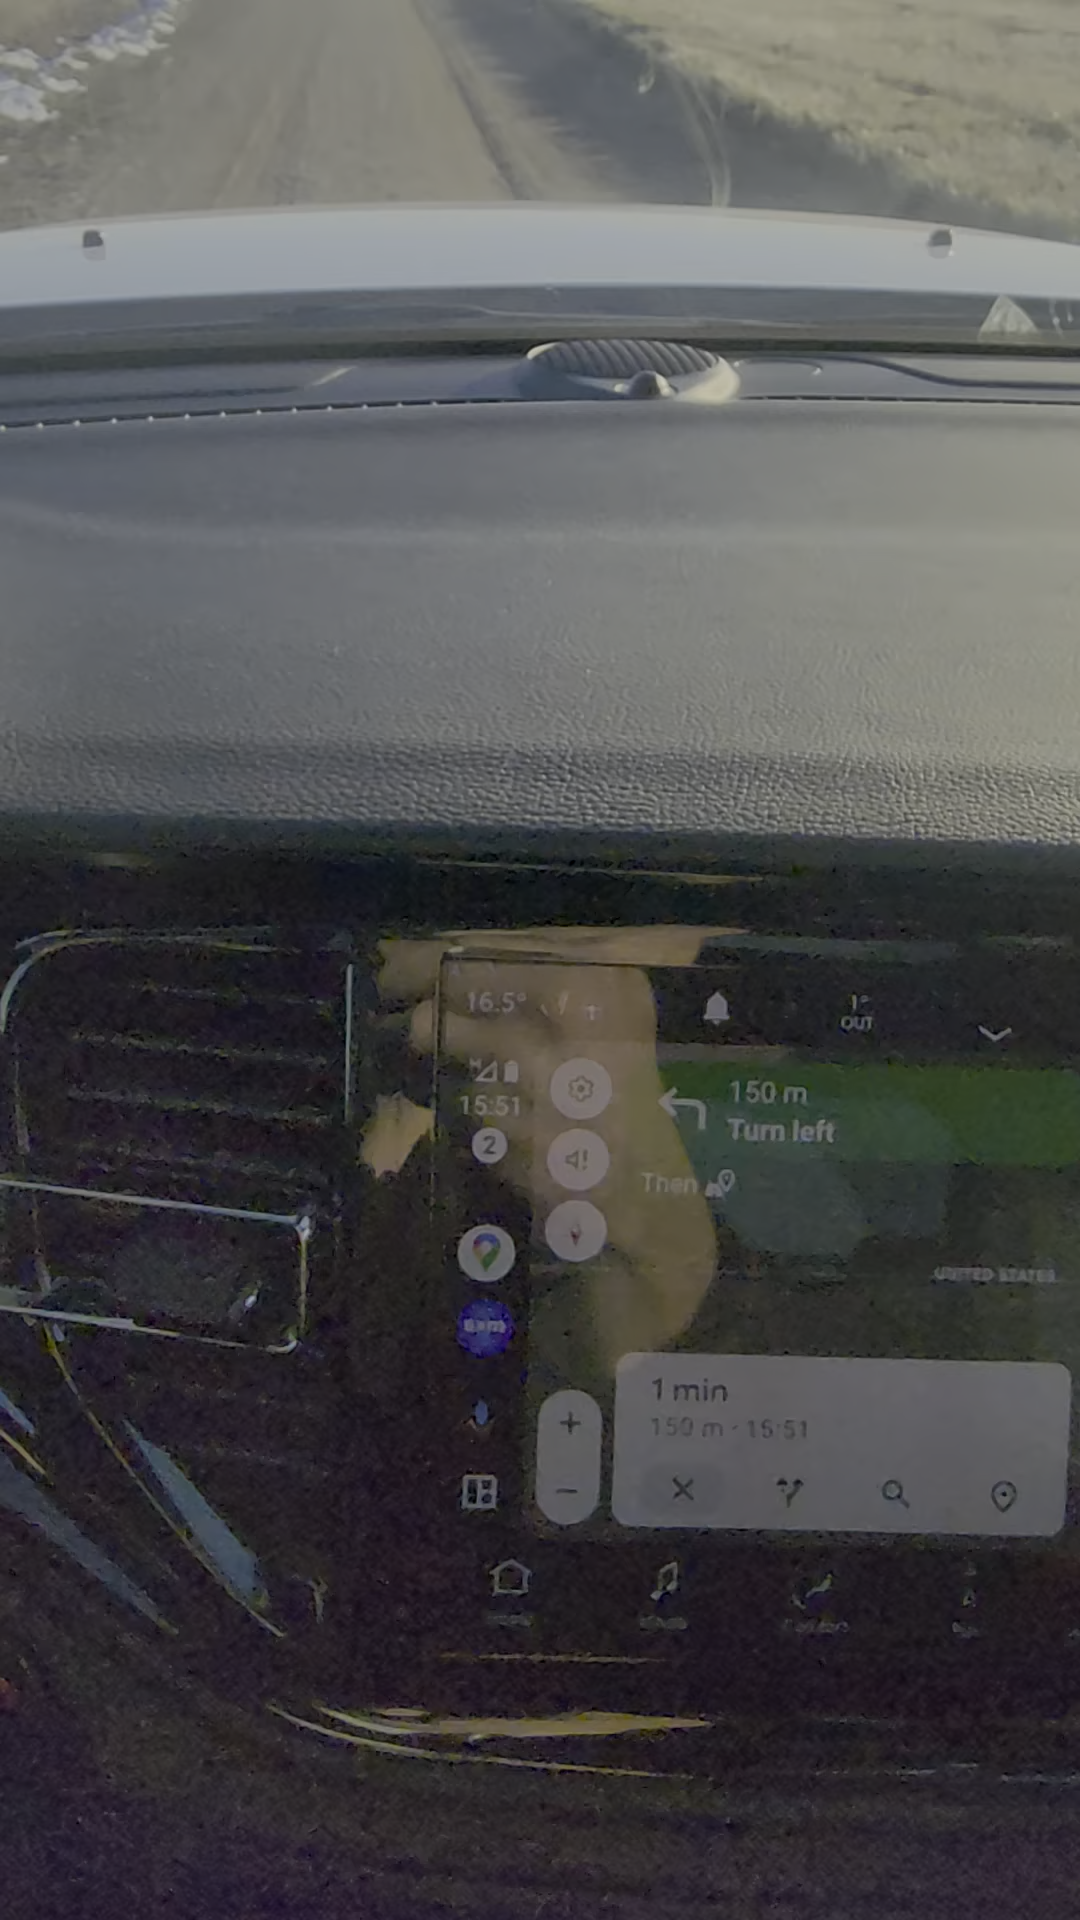 16.5°
1°
OUT
15:51
2
150 m
Turn left
Then
UNITED STATES
1 min
150 m · 15:51